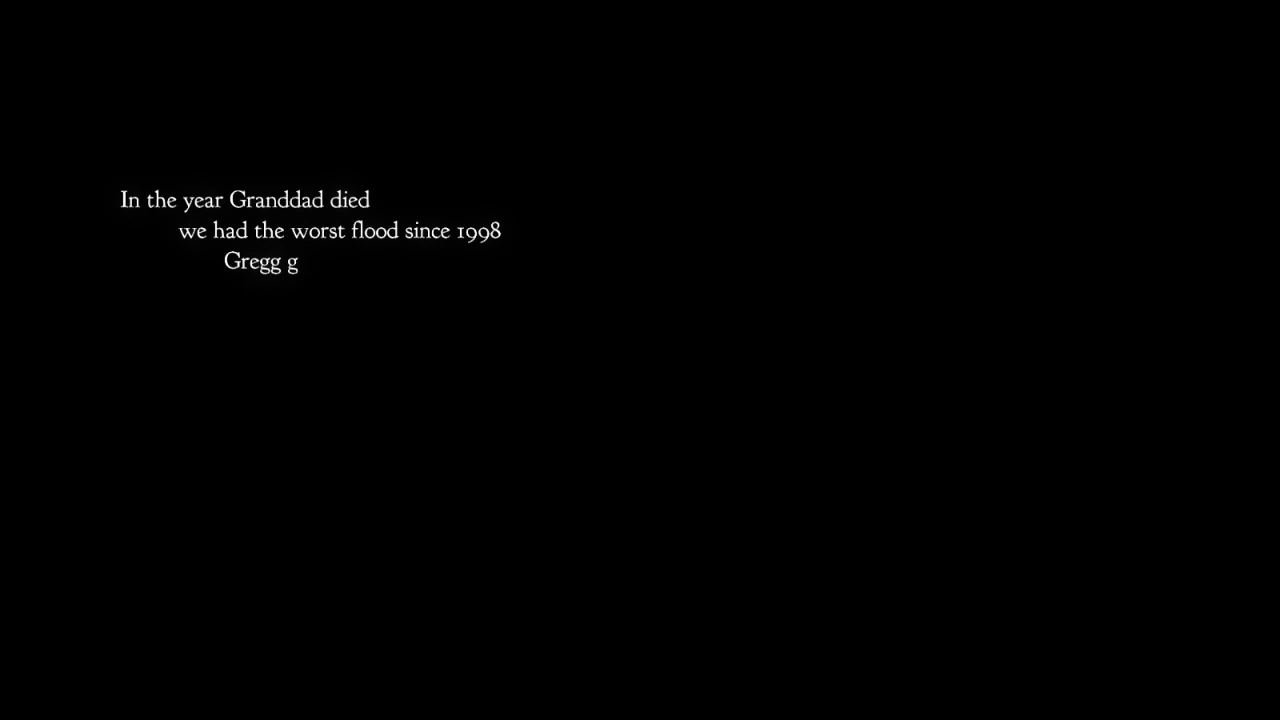 In the year Granddad died
we had the worst flood since 1998
Gregg g